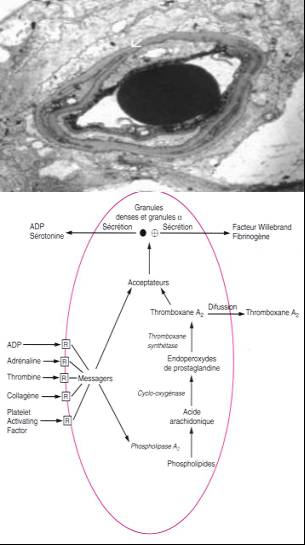 Granules
denses et granules α
Sécrétion Sécrétion
ADP
Sérotonine
Facteur Willebrand
Fibrinogène
Acceptateurs
Thromboxane A2 Difussion Thromboxane A2
Thromboxane
synthétase
ADP R
Endoperoxydes
de prostaglandine
Adrénaline R
Thrombine R Messagers
Collagène R
Cyclo-oxygénase
Platelet
Activating
Factor R
Acide
arachidonique
Phospholipase A2
Phospholipides